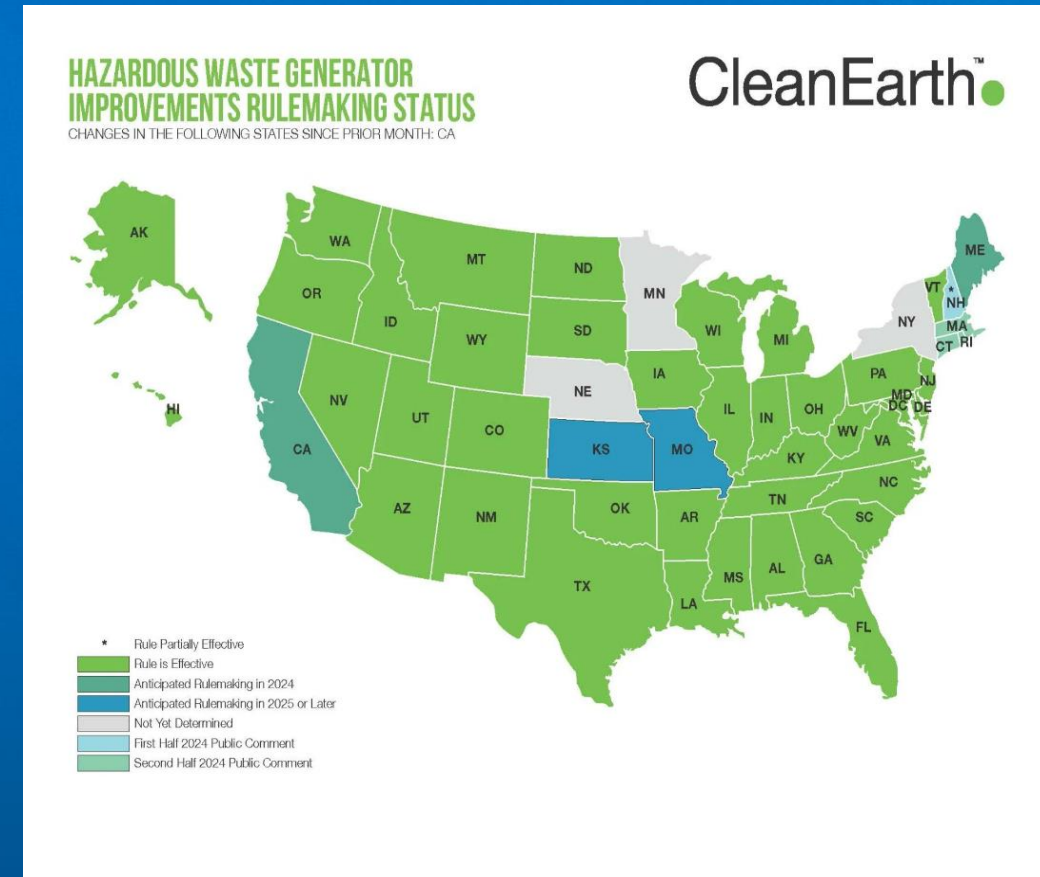 HAZARDOUS WASTE GENERATOR
IMPROVEMENTS RULEMAKING STATUS
CHANGES IN THE FOLLOWING STATES SINCE PRIOR MONTH: CA
CleanEarth™
AK
HI
WA
OR
CA
ID
NV
MT
WY
UT
AZ
CO
NM
ND
SD
NE
KS
OK
TX
MN
IA
MO
AR
LA
WI
IL
MS
MI
IN
KY
TN
AL
OH
WV
VA
NC
SC
GA
FL
PA
NY
NJ
MD
DC DE
VT
*
NH
ME
MA
CT RI
* Rule Partially Effective
Rule is Effective
Anticipated Rulemaking in 2024
Anticipated Rulemaking in 2025 or Later
Not Yet Determined
First Half 2024 Public Comment
Second Half 2024 Public Comment